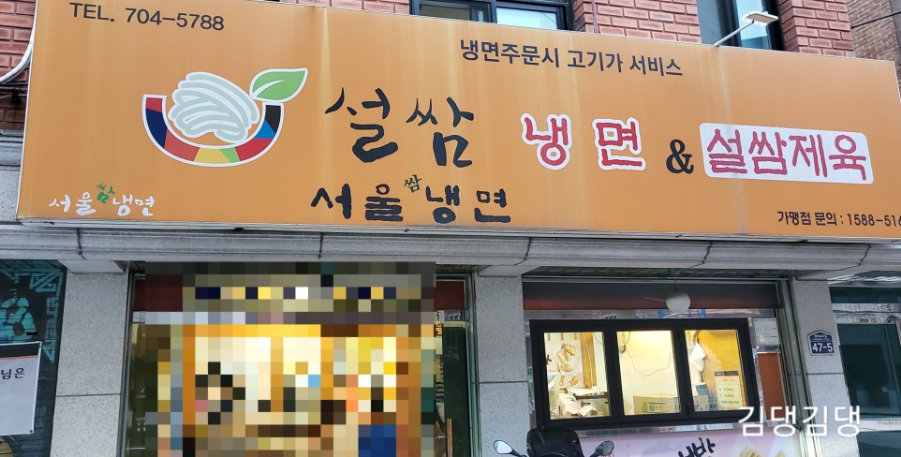 TEL. 704-5788
냉면주문시 고기가 서비스
설쌈 냉면 & 설쌈제육
서울쌈냉면
서울쌈냉면
가맹점 문의 : 1588-516
님은
47-5
김댕김댕